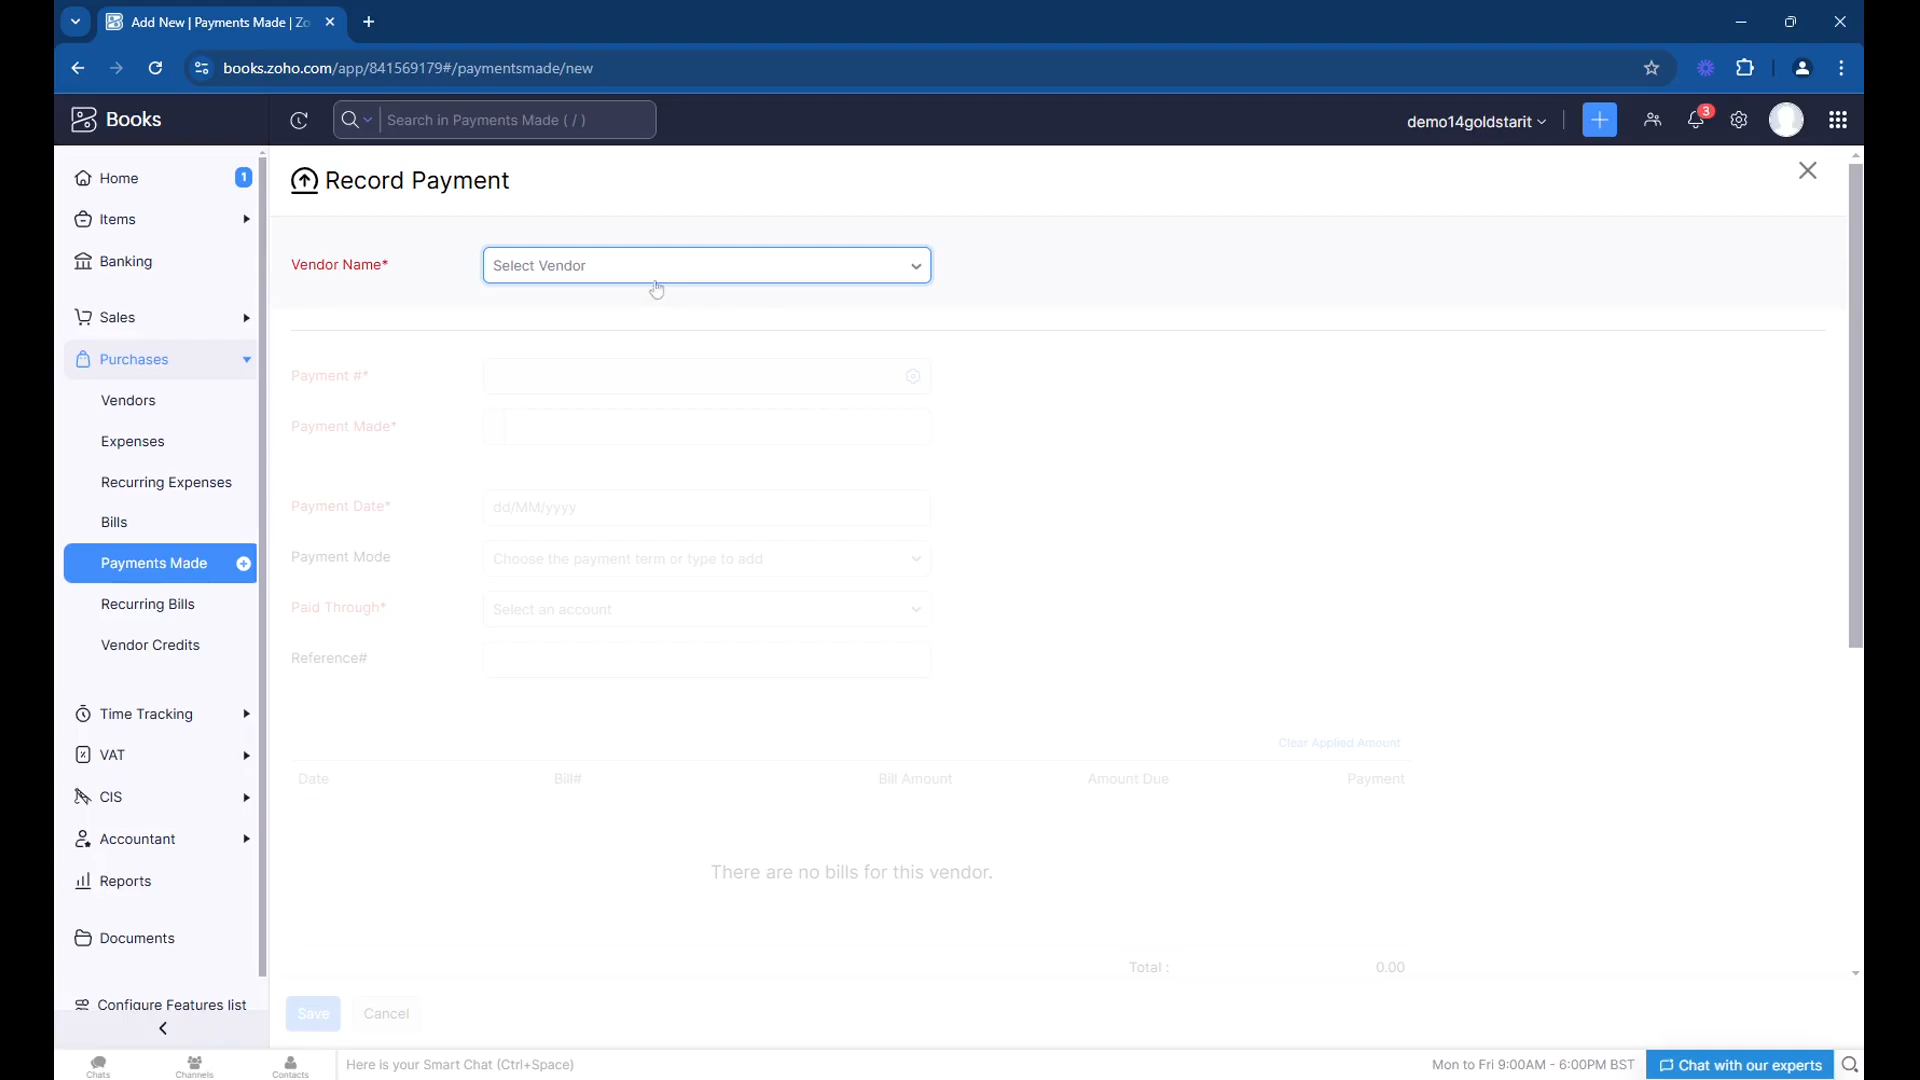 Add New | Payments Made | Zo
books.zoho.com/app/841569179#/paymentsmade/new
Books
Search in Payments Made ( / )
demo14goldstarit
3
Home
1
Items
Banking
Sales
Purchases
Vendors
Expenses
Recurring Expenses
Bills
Payments Made
Recurring Bills
Vendor Credits
Time Tracking
VAT
CIS
Accountant
Reports
Documents
Configure Features list
Record Payment
Vendor Name*
Select Vendor
Payment #*
Payment Made*
Payment Date*
dd/MM/yyyy
Payment Mode
Choose the payment term or type to add
Paid Through*
Select an account
Reference#
Clear Applied Amount
Date Bill# Bill Amount Amount Due Payment
There are no bills for this vendor.
Total : 0.00
Save Cancel
Chats Channels Contacts
Here is your Smart Chat (Ctrl+Space)
Mon to Fri 9:00AM - 6:00PM BST
Chat with our experts